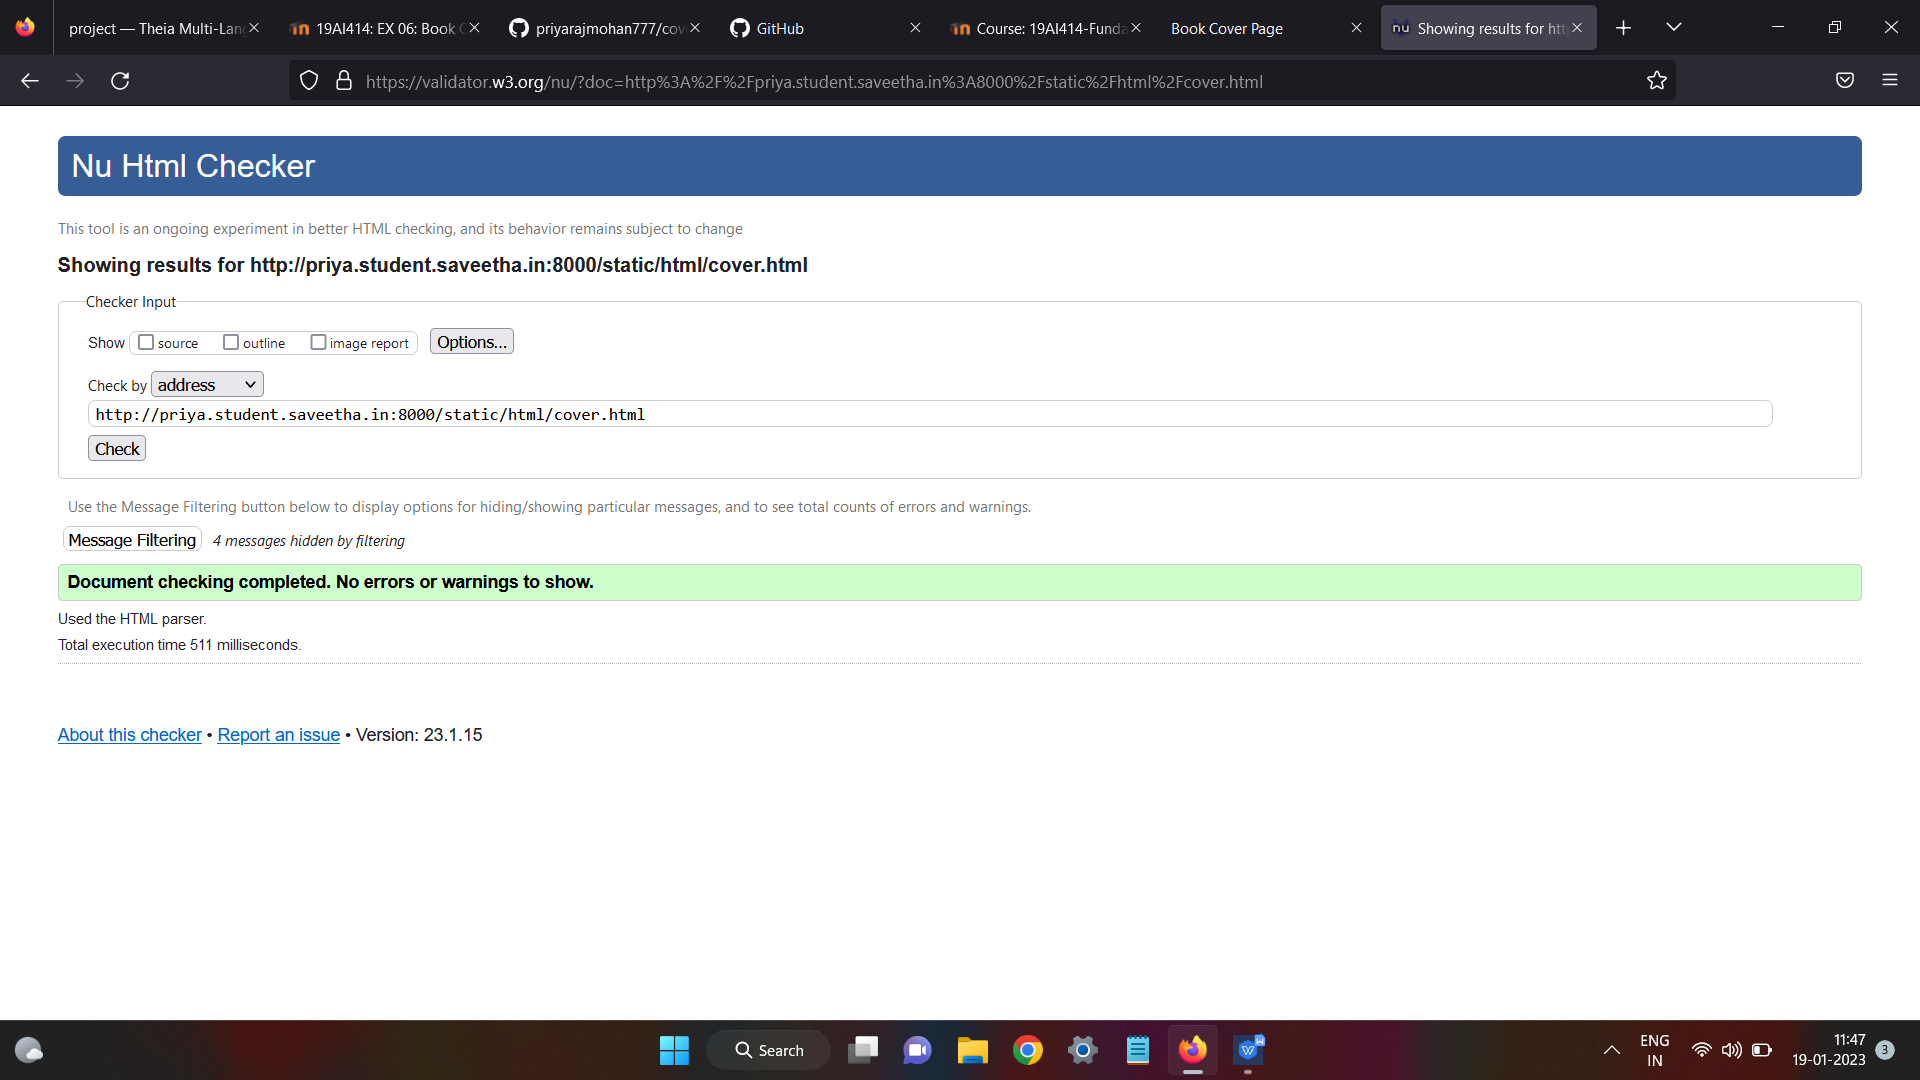 project — Theia Multi-Lan
19AI414: EX 06: Book C
priyarajmohan777/cov
GitHub
Course: 19AI414-Funda
Book Cover Page
nu Showing results for htt
https://validator.w3.org/nu/?doc=http%3A%2F%2Fpriya.student.saveetha.in%3A8000%2Fstatic%2Fhtml%2Fcover.html
Nu Html Checker
This tool is an ongoing experiment in better HTML checking, and its behavior remains subject to change
Showing results for http://priya.student.saveetha.in:8000/static/html/cover.html
Checker Input
Show source outline image report Options...
Check by address
http://priya.student.saveetha.in:8000/static/html/cover.html
Check
Use the Message Filtering button below to display options for hiding/showing particular messages, and to see total counts of errors and warnings.
Message Filtering 4 messages hidden by filtering
Document checking completed. No errors or warnings to show.
Used the HTML parser.
Total execution time 511 milliseconds.
About this checker • Report an issue • Version: 23.1.15
Search
ENG
IN
11:47
19-01-2023
3